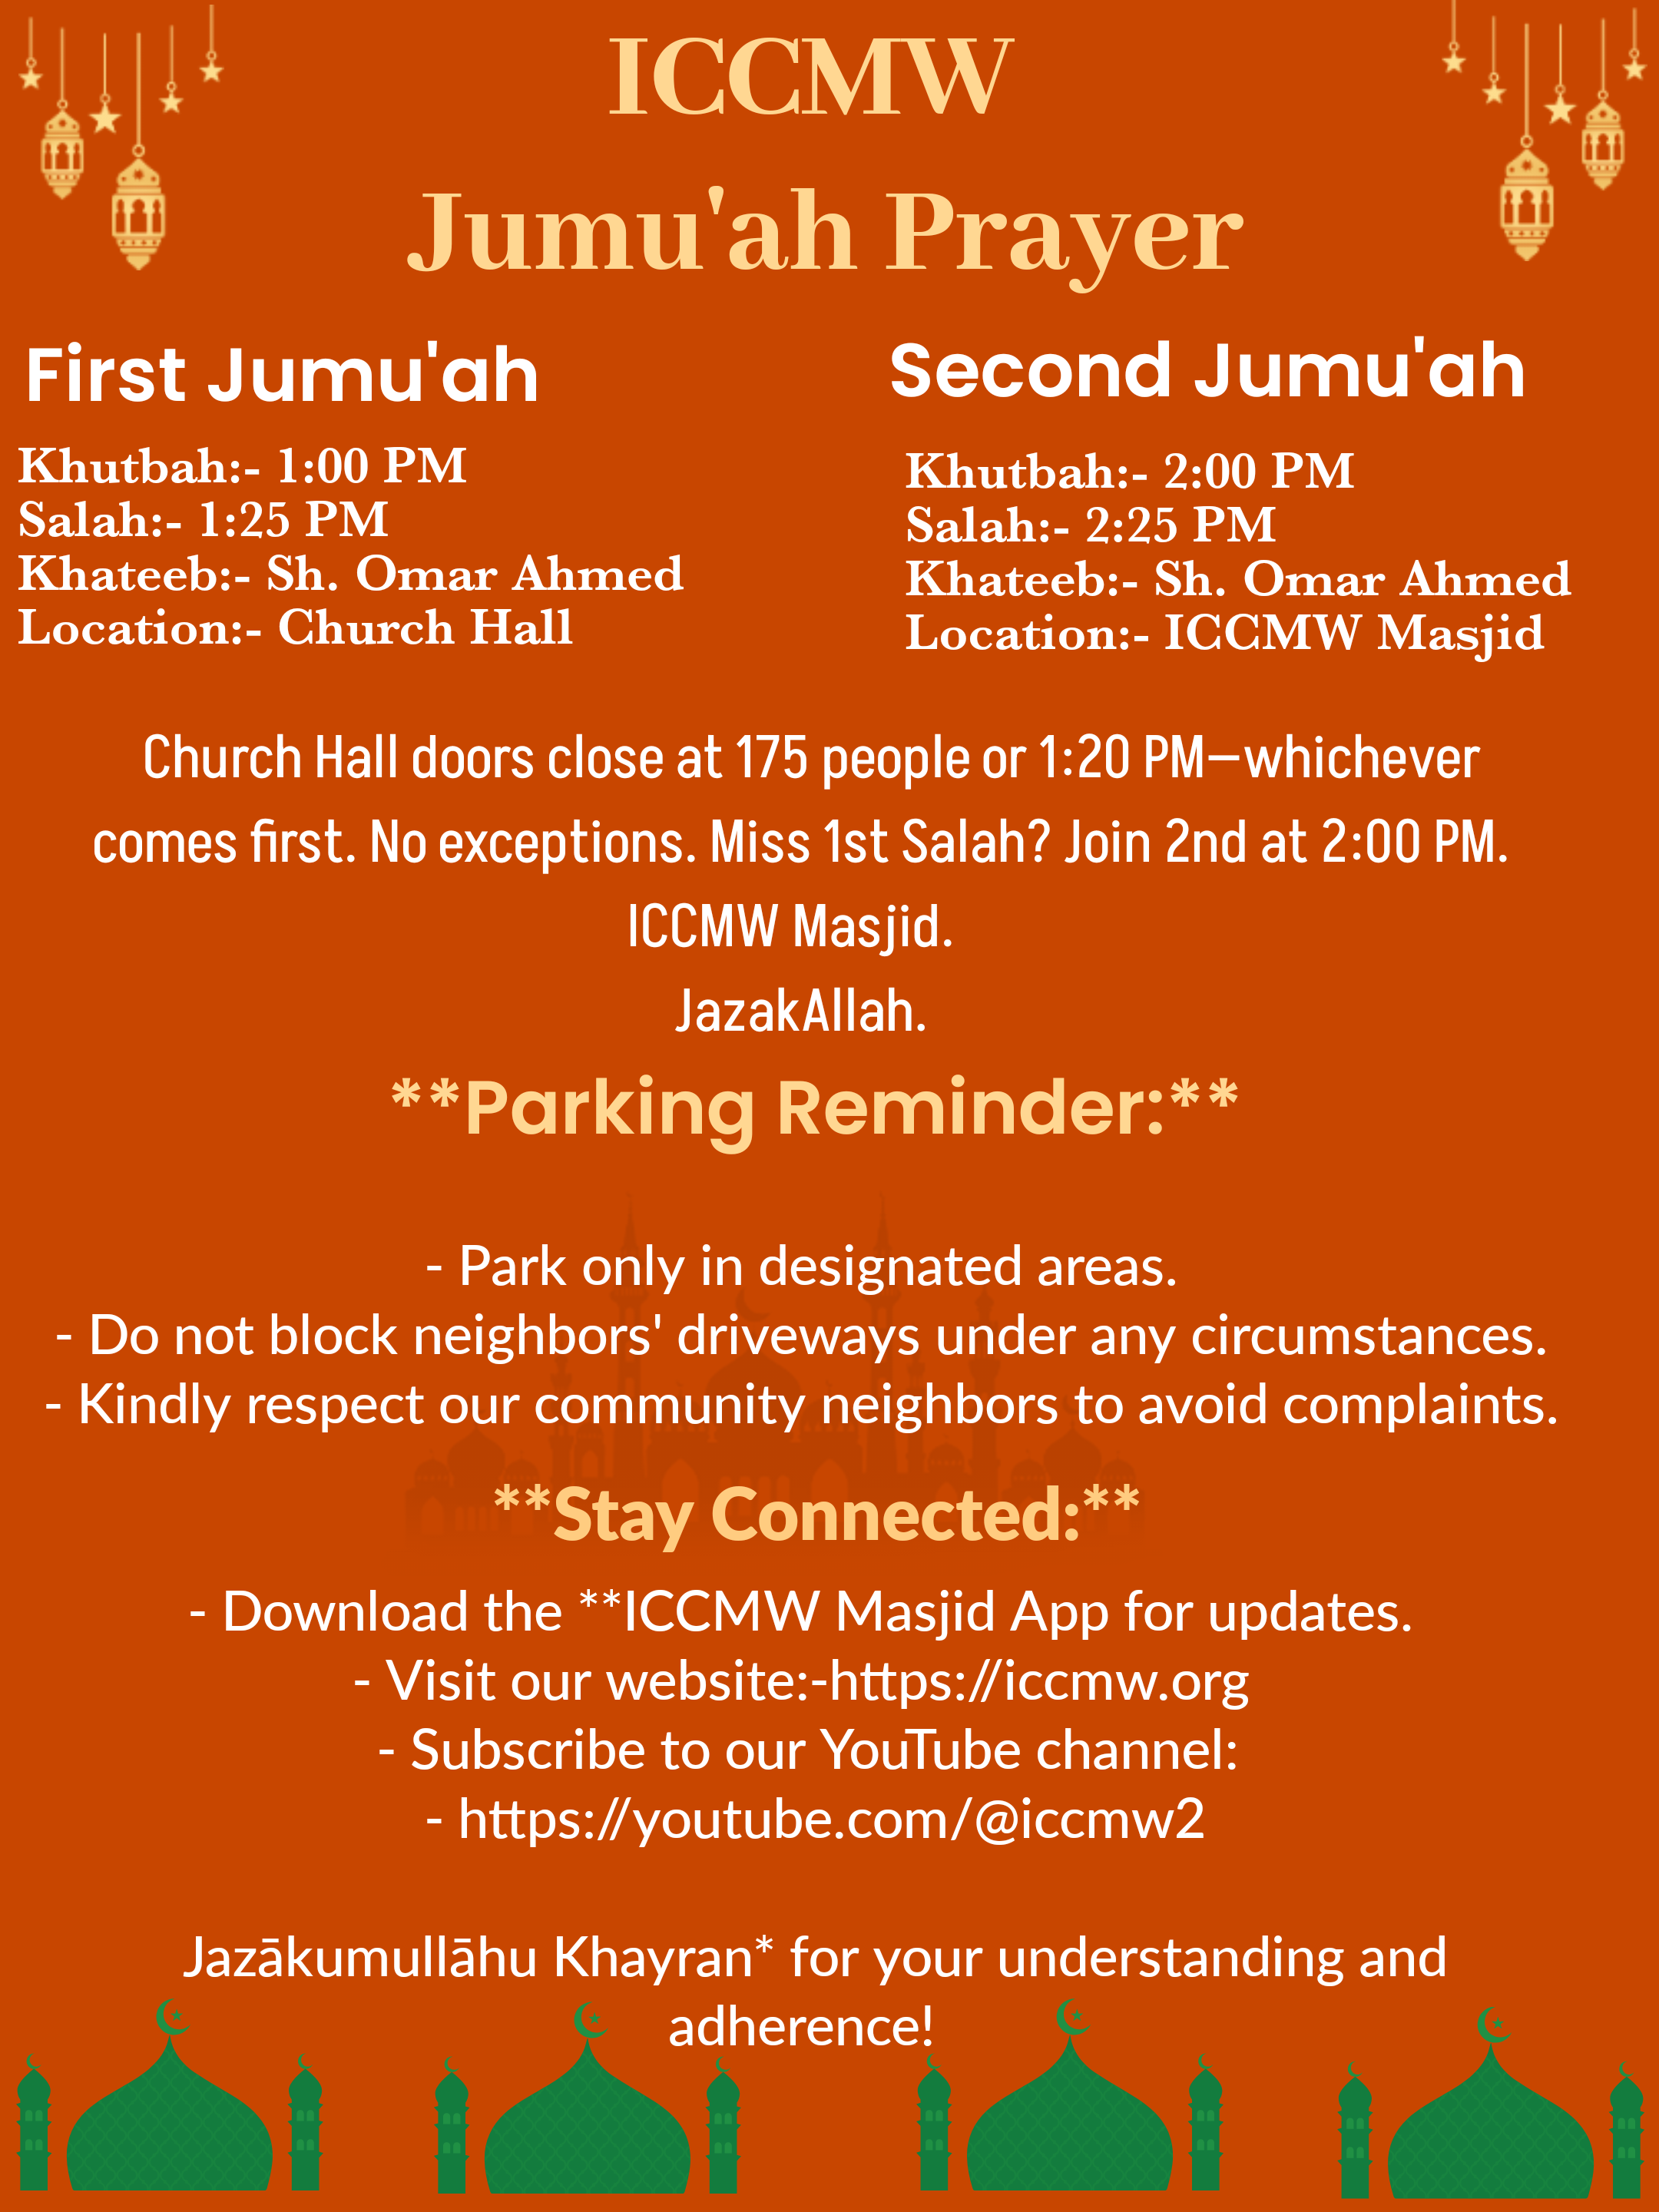 ICCMW
Jumu'ah Prayer
First Jumu'ah
Khutbah:- 1:00 PM
Salah:- 1:25 PM
Khateeb:- Sh. Omar Ahmed
Location:- Church Hall
Second Jumu'ah
Khutbah:- 2:00 PM
Salah:- 2:25 PM
Khateeb:- Sh. Omar Ahmed
Location:- ICCMW Masjid
Church Hall doors close at 175 people or 1:20 PM—whichever
comes first. No exceptions. Miss 1st Salah? Join 2nd at 2:00 PM.
ICCMW Masjid.
JazakAllah.
**Parking Reminder:**
- Park only in designated areas.
- Do not block neighbors' driveways under any circumstances.
- Kindly respect our community neighbors to avoid complaints.
**Stay Connected:**
- Download the **ICCMW Masjid App for updates.
- Visit our website:-https://iccmw.org
- Subscribe to our YouTube channel:
- https://youtube.com/@iccmw2
Jazākumullāhu Khayran* for your understanding and
adherence!